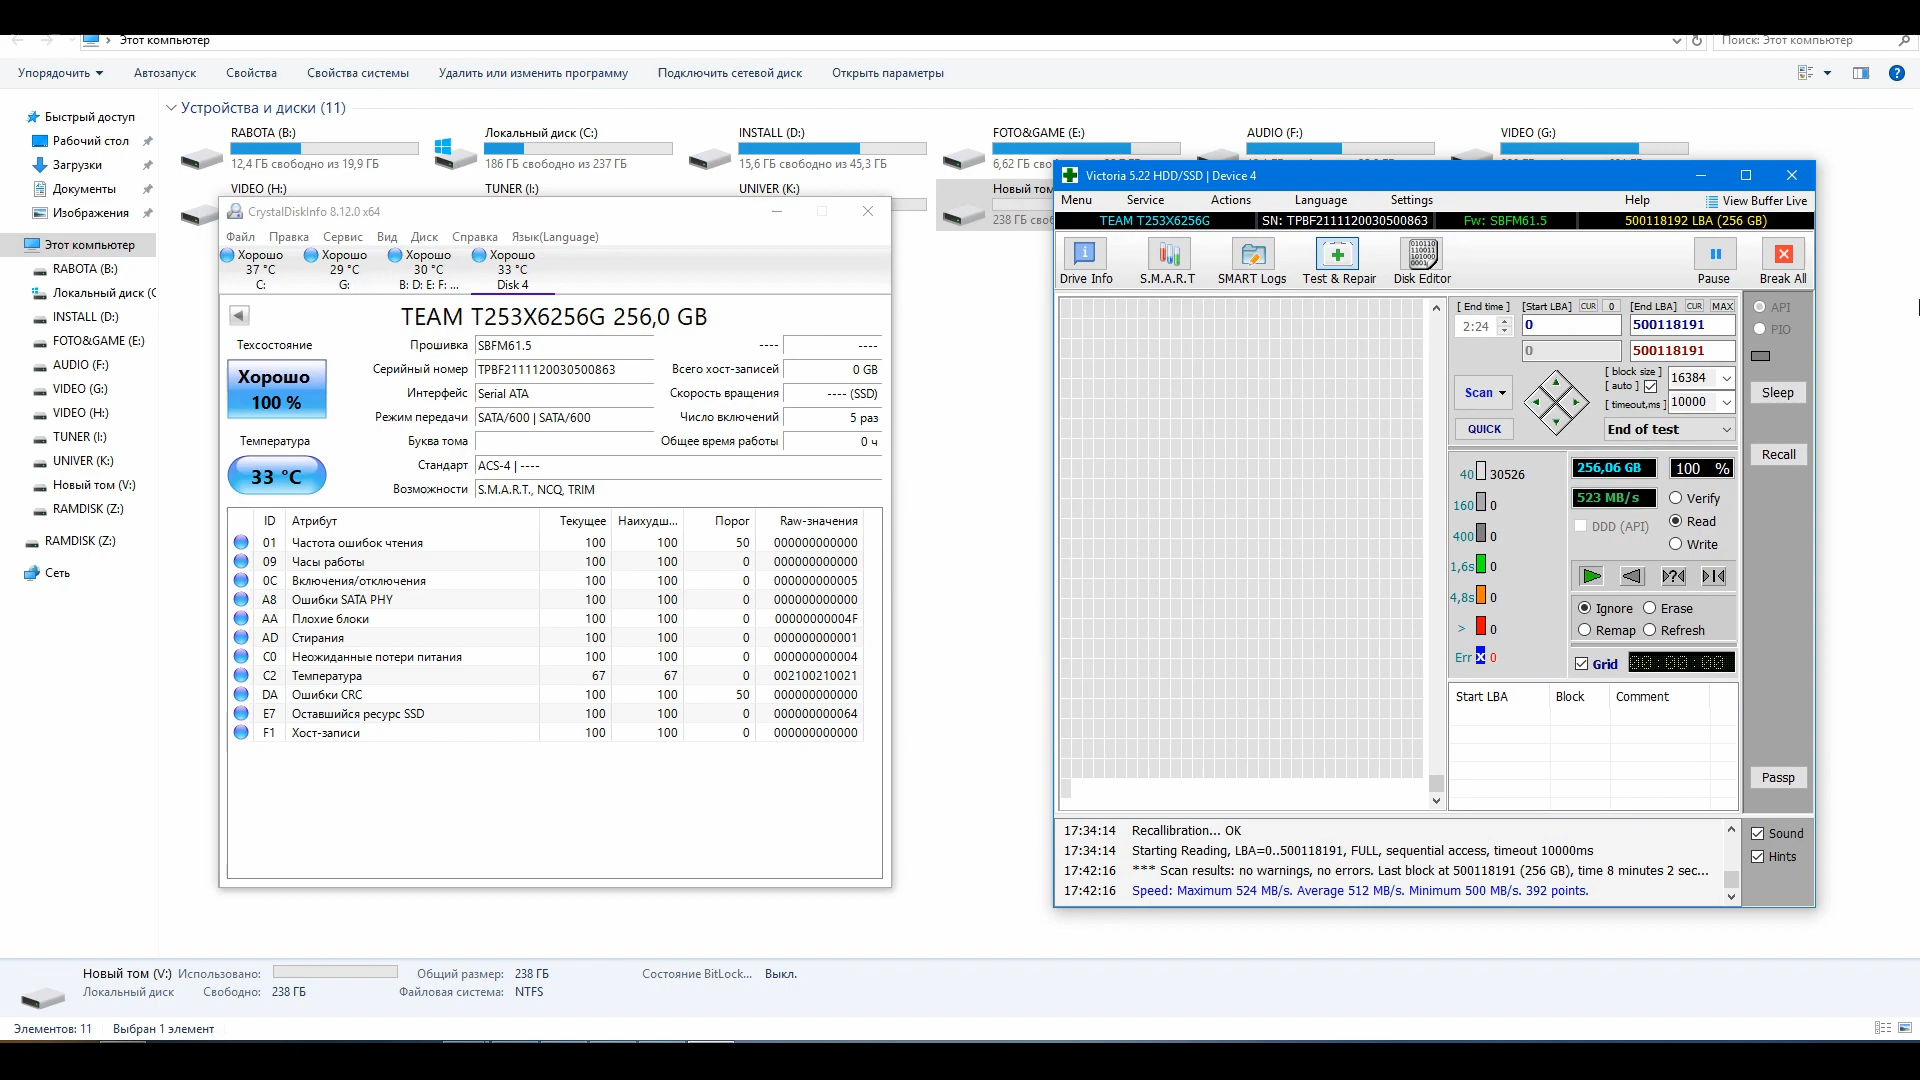 Этот компьютер
Поиск: Этот компьютер
Упорядочить Автозапуск Свойства Свойства системы Удалить или изменить программу Подключить сетевой диск Открыть параметры
Быстрый доступ
Рабочий стол
Загрузки
Документы
Изображения
Этот компьютер
RABOTA (B:)
Локальный диск (C
INSTALL (D:)
FOTO&GAME (E:)
AUDIO (F:)
VIDEO (G:)
VIDEO (H:)
TUNER (I:)
UNIVER (K:)
Новый том (V:)
RAMDISK (Z:)
RAMDISK (Z:)
Сеть
Устройства и диски (11)
RABOTA (B:)
12,4 ГБ свободно из 19,9 ГБ
Локальный диск (C:)
186 ГБ свободно из 237 ГБ
INSTALL (D:)
15,6 ГБ свободно из 45,3 ГБ
FOTO&GAME (E:)
6,62 ГБ сво
AUDIO (F:)
VIDEO (G:)
VIDEO (H:)
TUNER (I:)
UNIVER (K:)
Новый том
238 ГБ своб
CrystalDiskInfo 8.12.0 x64
Файл Правка Сервис Вид Диск Справка Язык(Language)
Хорошо Хорошо Хорошо Хорошо
37 °C 29 °C 30 °C 33 °C
C: G: B: D: E: F: ... Disk 4
TEAM T253X6256G 256,0 GB
Техсостояние
Хорошо
100 %
Температура
33 °C
Прошивка SBFM61.5 ---- ----
Серийный номер TPBF2111120030500863 Всего хост-записей 0 GB
Интерфейс Serial ATA Скорость вращения ---- (SSD)
Режим передачи SATA/600 | SATA/600 Число включений 5 раз
Буква тома Общее время работы 0 ч
Стандарт ACS-4 | ----
Возможности S.M.A.R.T., NCQ, TRIM
ID Атрибут Текущее Наихудш... Порог Raw-значения
01 Частота ошибок чтения 100 100 50 000000000000
09 Часы работы 100 100 0 000000000000
0C Включения/отключения 100 100 0 000000000005
A8 Ошибки SATA PHY 100 100 0 000000000000
AA Плохие блоки 100 100 0 00000000004F
AD Стирания 100 100 0 000000000001
C0 Неожиданные потери питания 100 100 0 000000000004
C2 Температура 67 67 0 002100210021
DA Ошибки CRC 100 100 50 000000000000
E7 Оставшийся ресурс SSD 100 100 0 000000000064
F1 Хост-записи 100 100 0 000000000000
Victoria 5.22 HDD/SSD | Device 4
Menu Service Actions Language Settings Help View Buffer Live
TEAM T253X6256G SN: TPBF2111120030500863 Fw: SBFM61.5 500118192 LBA (256 GB)
Drive Info S.M.A.R.T SMART Logs Test & Repair Disk Editor Pause Break All
[ End time ] [Start LBA] CUR 0 [End LBA] CUR MAX
2:24 0 500118191
0 500118191
[ block size ] 16384
[ auto ]
[ timeout,ms ] 10000
Scan
QUICK
End of test
40 30526
160 0
400 0
1,6s 0
4,8s 0
> 0
Err x 0
256,06 GB 100 %
523 MB/s
Verify
DDD (API) Read
Write
Ignore Erase
Remap Refresh
Grid 00:00:00
Start LBA Block Comment
API
PIO
Sleep
Recall
Passp
Sound
Hints
17:34:14 Recallibration... OK
17:34:14 Starting Reading, LBA=0..500118191, FULL, sequential access, timeout 10000ms
17:42:16 *** Scan results: no warnings, no errors. Last block at 500118191 (256 GB), time 8 minutes 2 sec...
17:42:16 Speed: Maximum 524 MB/s. Average 512 MB/s. Minimum 500 MB/s. 392 points.
Новый том (V:) Использовано: Общий размер: 238 ГБ Состояние BitLock... Выкл.
Локальный диск Свободно: 238 ГБ Файловая система: NTFS
Элементов: 11 Выбран 1 элемент